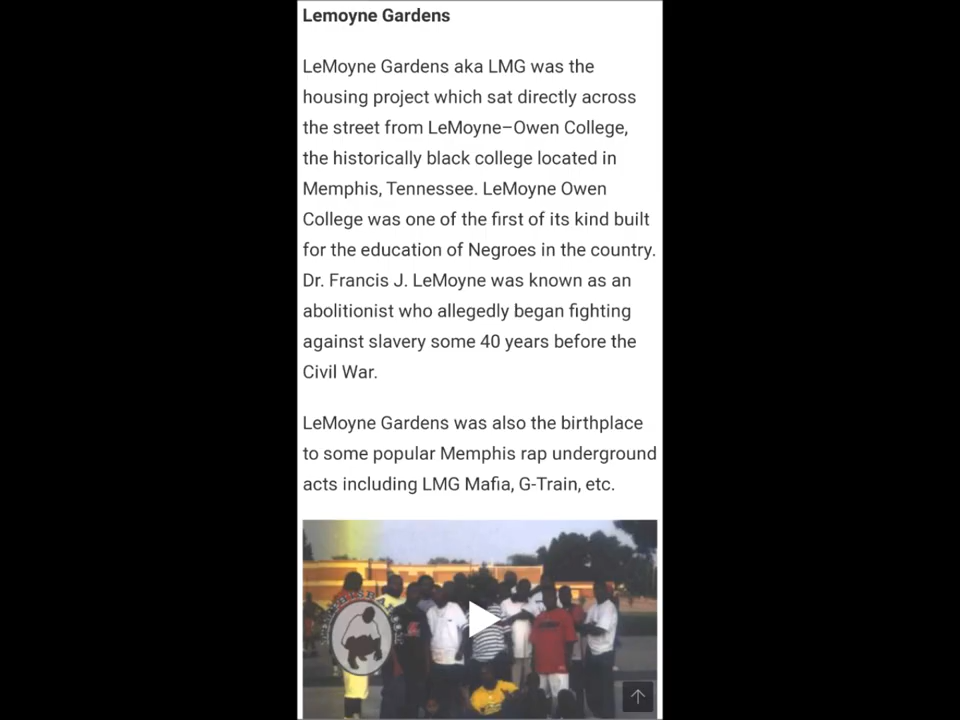 Lemoyne Gardens
LeMoyne Gardens aka LMG was the
housing project which sat directly across
the street from LeMoyne–Owen College,
the historically black college located in
Memphis, Tennessee. LeMoyne Owen
College was one of the first of its kind built
for the education of Negroes in the country.
Dr. Francis J. LeMoyne was known as an
abolitionist who allegedly began fighting
against slavery some 40 years before the
Civil War.
LeMoyne Gardens was also the birthplace
to some popular Memphis rap underground
acts including LMG Mafia, G-Train, etc.